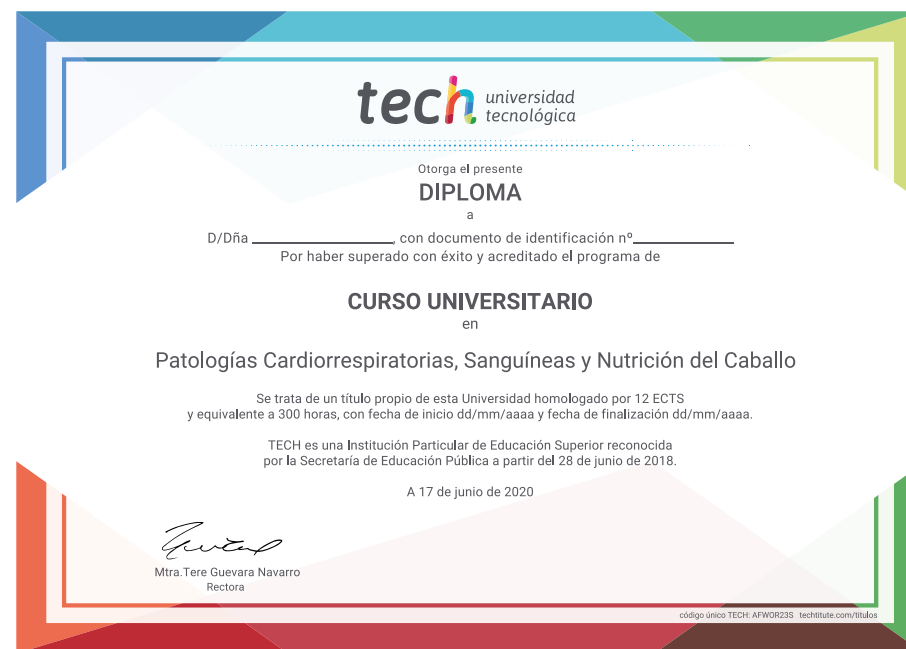 tech universidad
tecnológica
Otorga el presente
DIPLOMA
a
D/Dña ____________________, con documento de identificación nº______________
Por haber superado con éxito y acreditado el programa de
CURSO UNIVERSITARIO
en
Patologías Cardiorrespiratorias, Sanguíneas y Nutrición del Caballo
Se trata de un título propio de esta Universidad homologado por 12 ECTS
y equivalente a 300 horas, con fecha de inicio dd/mm/aaaa y fecha de finalización dd/mm/aaaa.
TECH es una Institución Particular de Educación Superior reconocida
por la Secretaría de Educación Pública a partir del 28 de junio de 2018.
A 17 de junio de 2020
Mtra.Tere Guevara Navarro
Rectora
código único TECH: AFWOR23S techtitute.com/titulos